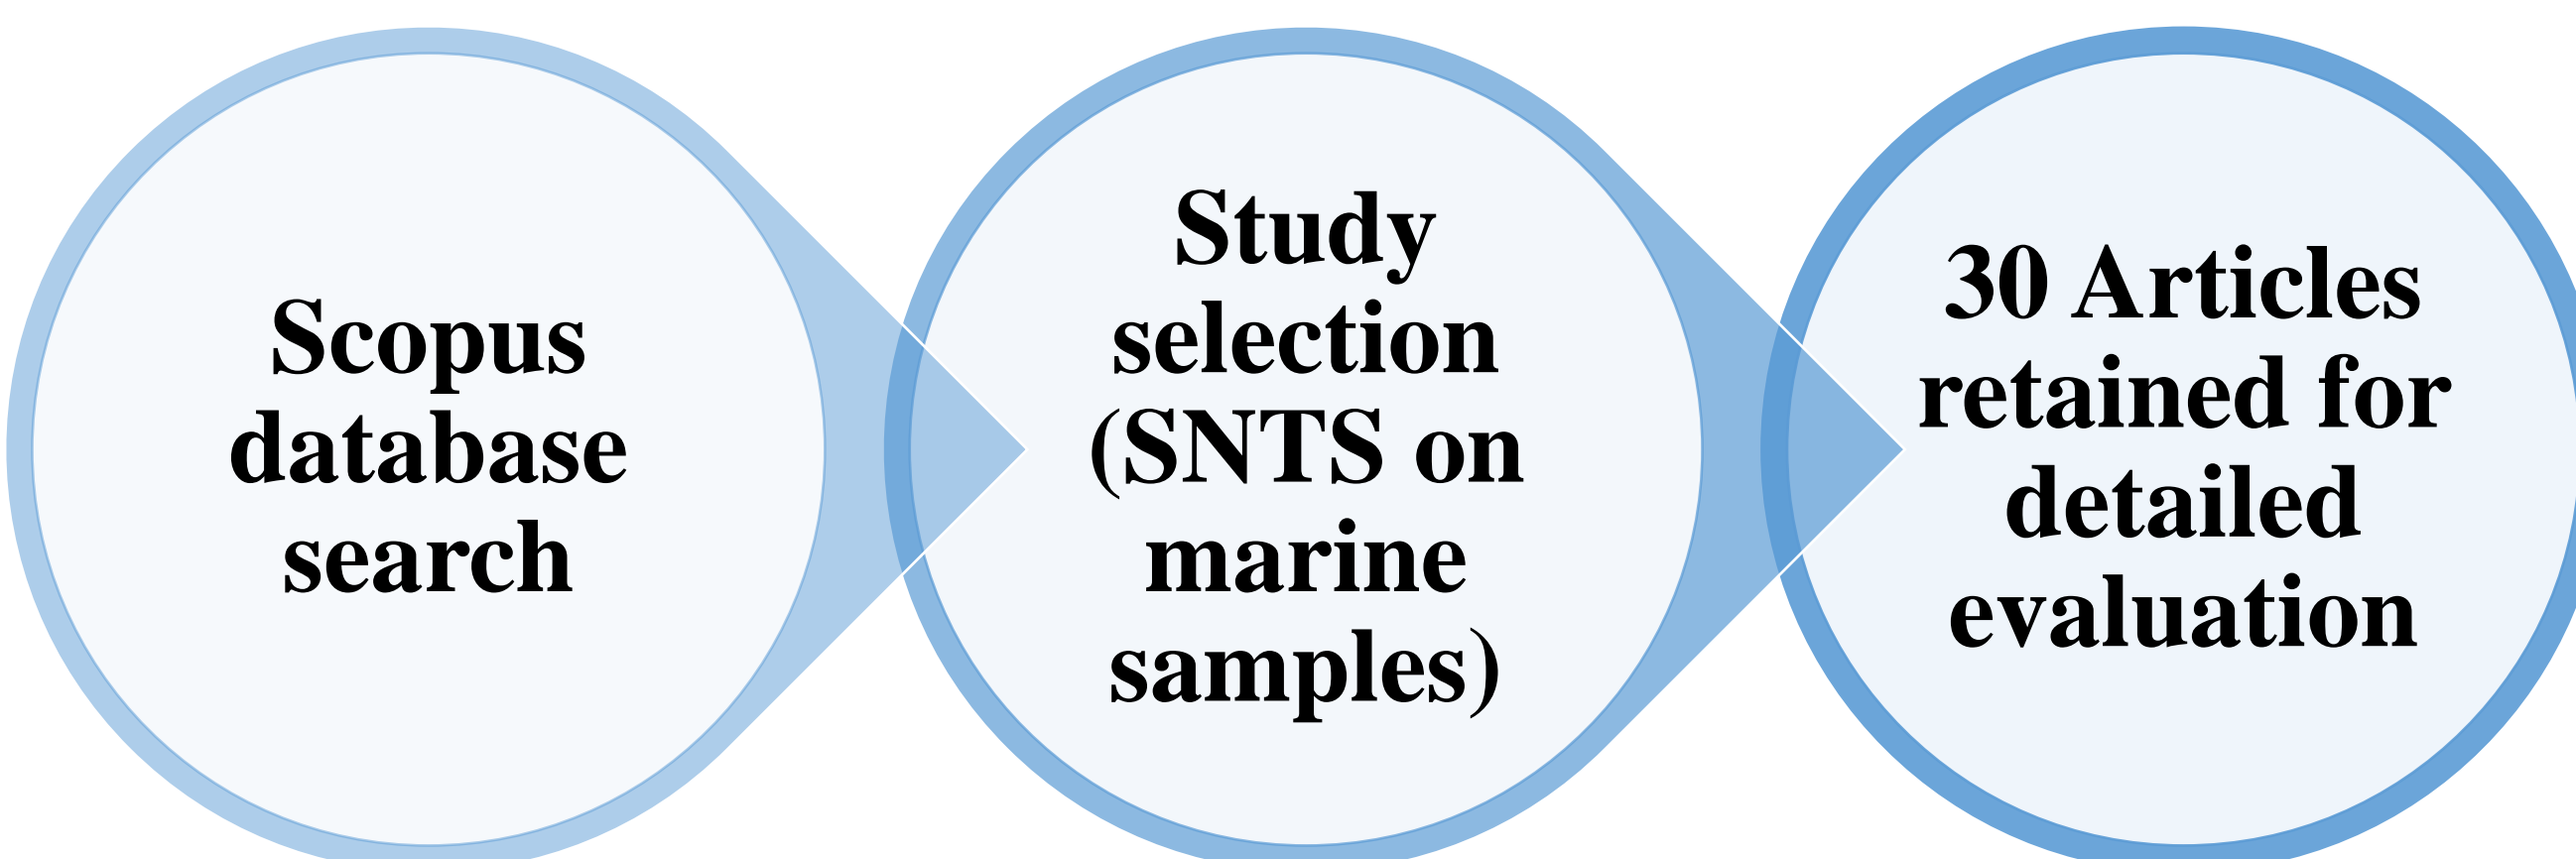 Scopus
database
search
Study
selection
(SNTS on
marine
samples)
30 Articles
retained for
detailed
evaluation